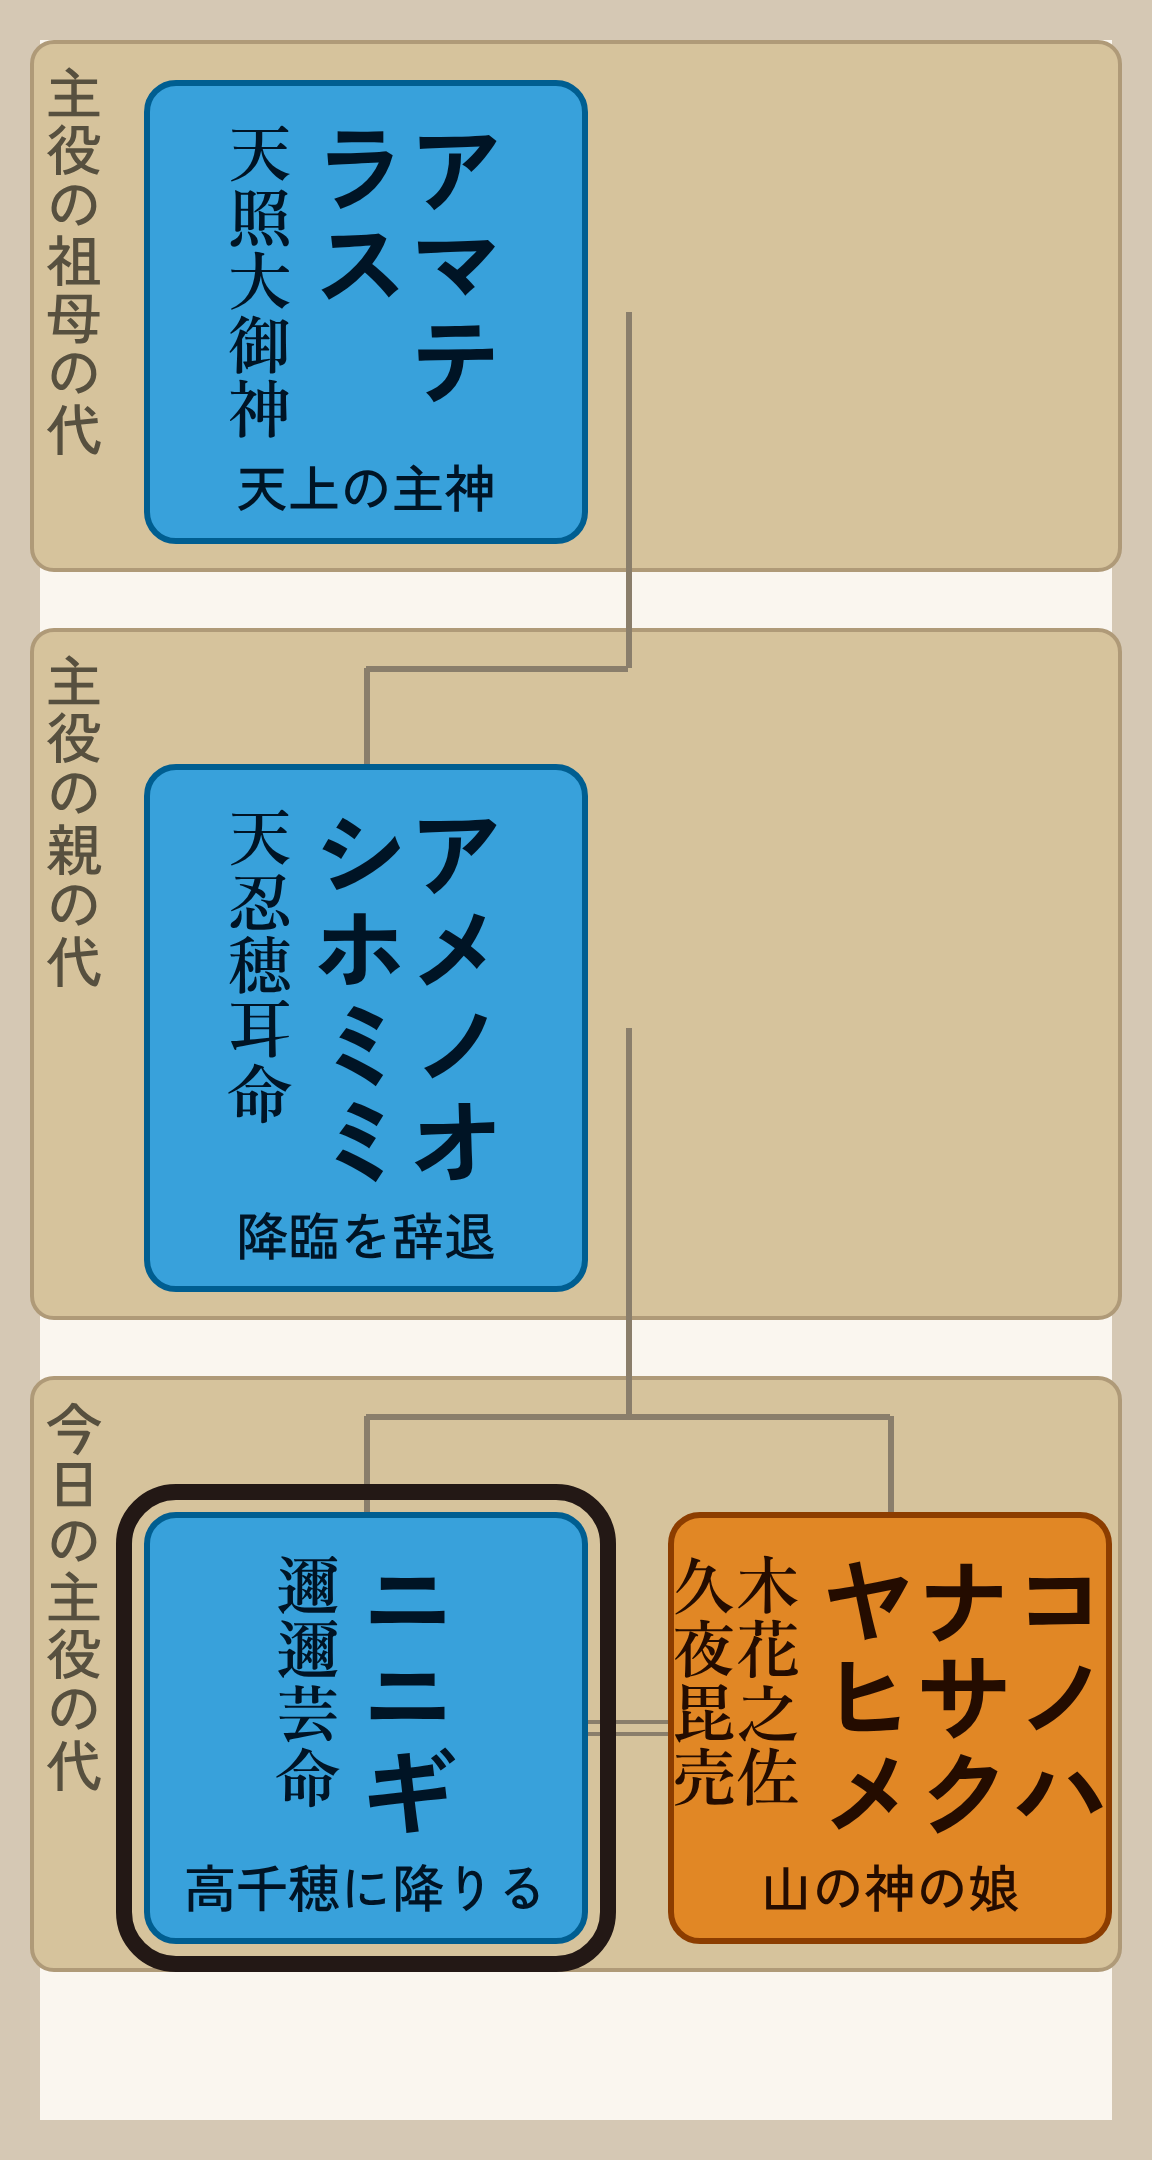 主役の祖母の代
アマテ
ラス
天照大御神
天上の主神
主役の親の代
アメノオ
シホミミ
天忍穂耳命
降臨を辞退
今日の主役の代
ニニギ
邇邇芸命
高千穂に降りる
コノハ
ナサク
ヤヒメ
木花之佐
久夜毘売
山の神の娘